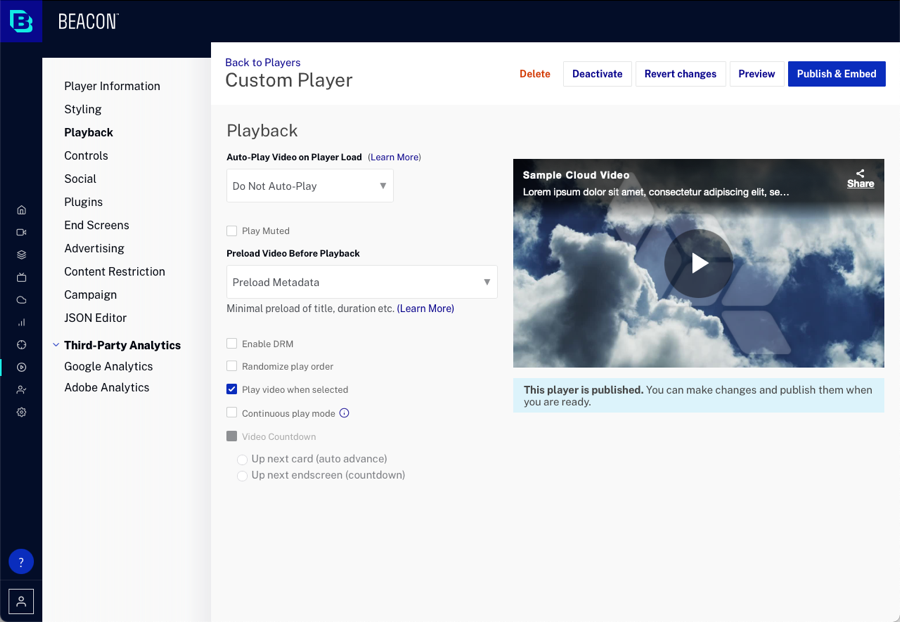 BEACON
Back to Players
Custom Player
Delete
Deactivate
Revert changes
Preview
Publish & Embed
Player Information
Styling
Playback
Controls
Social
Plugins
End Screens
Advertising
Content Restriction
Campaign
JSON Editor
Third-Party Analytics
Google Analytics
Adobe Analytics
Playback
Auto-Play Video on Player Load (Learn More)
Do Not Auto-Play
Play Muted
Preload Video Before Playback
Preload Metadata
Minimal preload of title, duration etc. (Learn More)
Enable DRM
Randomize play order
Play video when selected
Continuous play mode
Video Countdown
Up next card (auto advance)
Up next endscreen (countdown)
Sample Cloud Video
Lorem ipsum dolor sit amet, consectetur adipiscing elit, se...
Share
This player is published. You can make changes and publish them when
you are ready.
?